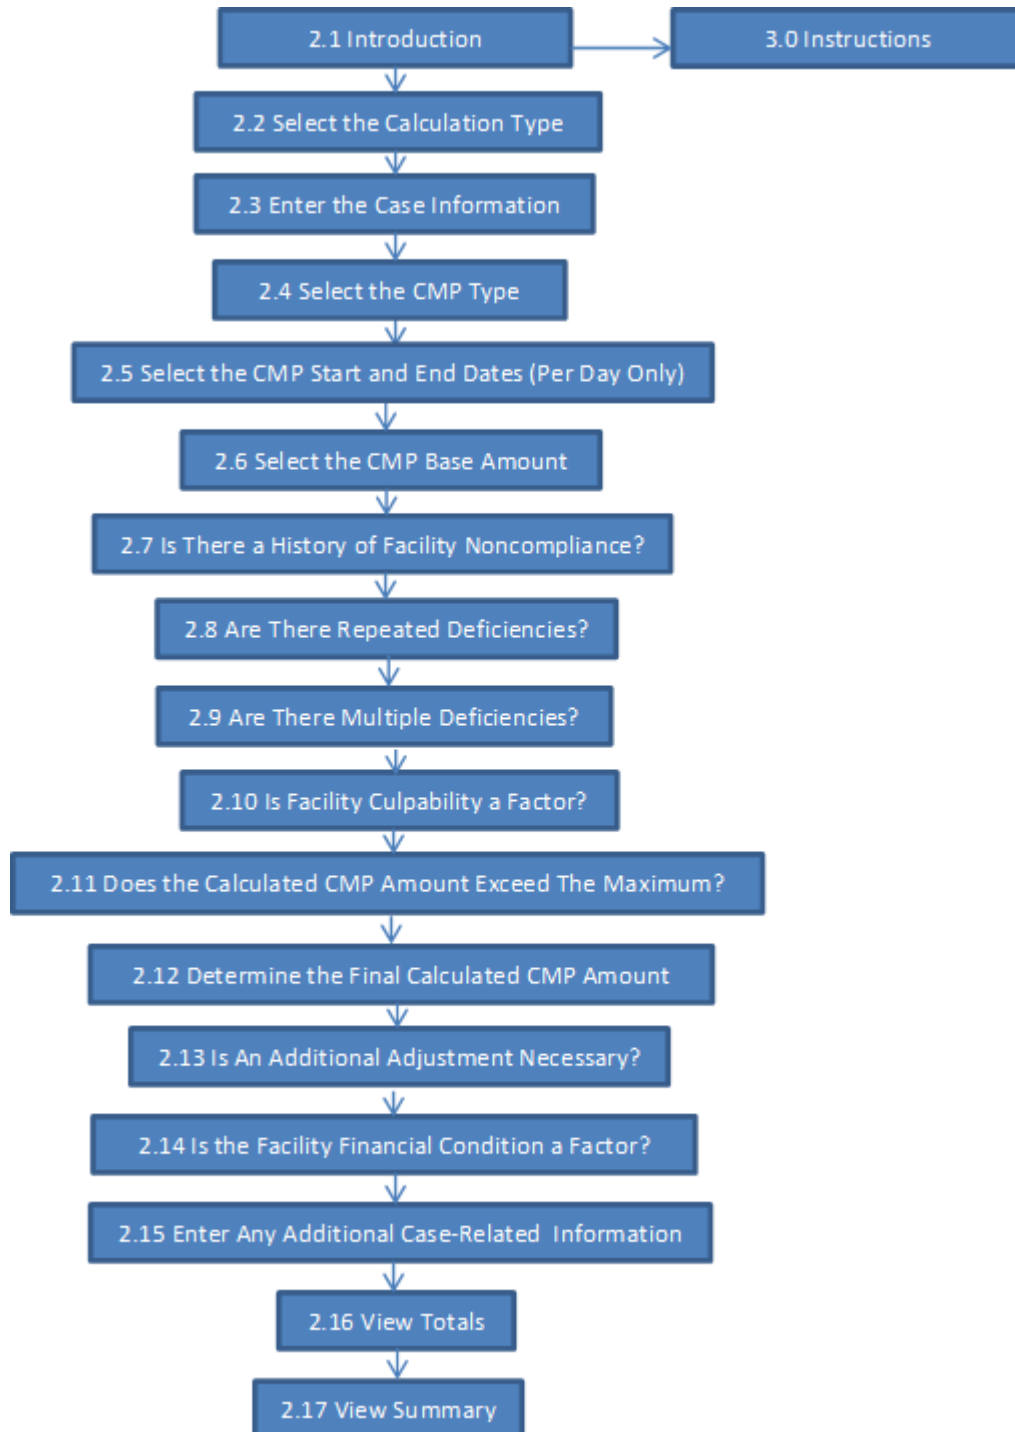 2.1 Introduction
3.0 Instructions
2.2 Select the Calculation Type
2.3 Enter the Case Information
2.4 Select the CMP Type
2.5 Select the CMP Start and End Dates (Per Day Only)
2.6 Select the CMP Base Amount
2.7 Is There a History of Facility Noncompliance?
2.8 Are There Repeated Deficiencies?
2.9 Are There Multiple Deficiencies?
2.10 Is Facility Culpability a Factor?
2.11 Does the Calculated CMP Amount Exceed The Maximum?
2.12 Determine the Final Calculated CMP Amount
2.13 Is An Additional Adjustment Necessary?
2.14 Is the Facility Financial Condition a Factor?
2.15 Enter Any Additional Case-Related Information
2.16 View Totals
2.17 View Summary